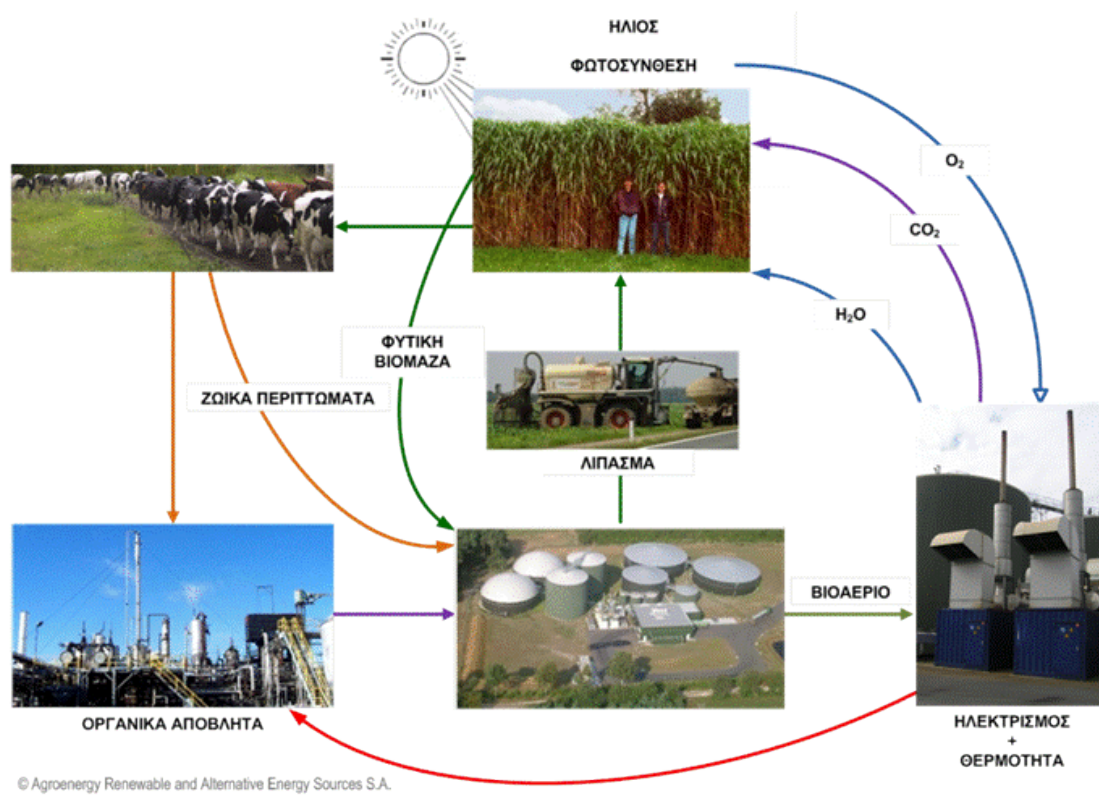 ΗΛΙΟΣ
ΦΩΤΟΣΥΝΘΕΣΗ
O₂
CO₂
H₂O
ΦΥΤΙΚΗ
ΒΙΟΜΑΖΑ
ΖΩΙΚΑ ΠΕΡΙΤΤΩΜΑΤΑ
ΛΙΠΑΣΜΑ
ΒΙΟΑΕΡΙΟ
ΟΡΓΑΝΙΚΑ ΑΠΟΒΛΗΤΑ
ΗΛΕΚΤΡΙΣΜΟΣ
+
ΘΕΡΜΟΤΗΤΑ
© Agroenergy Renewable and Alternative Energy Sources S.A.